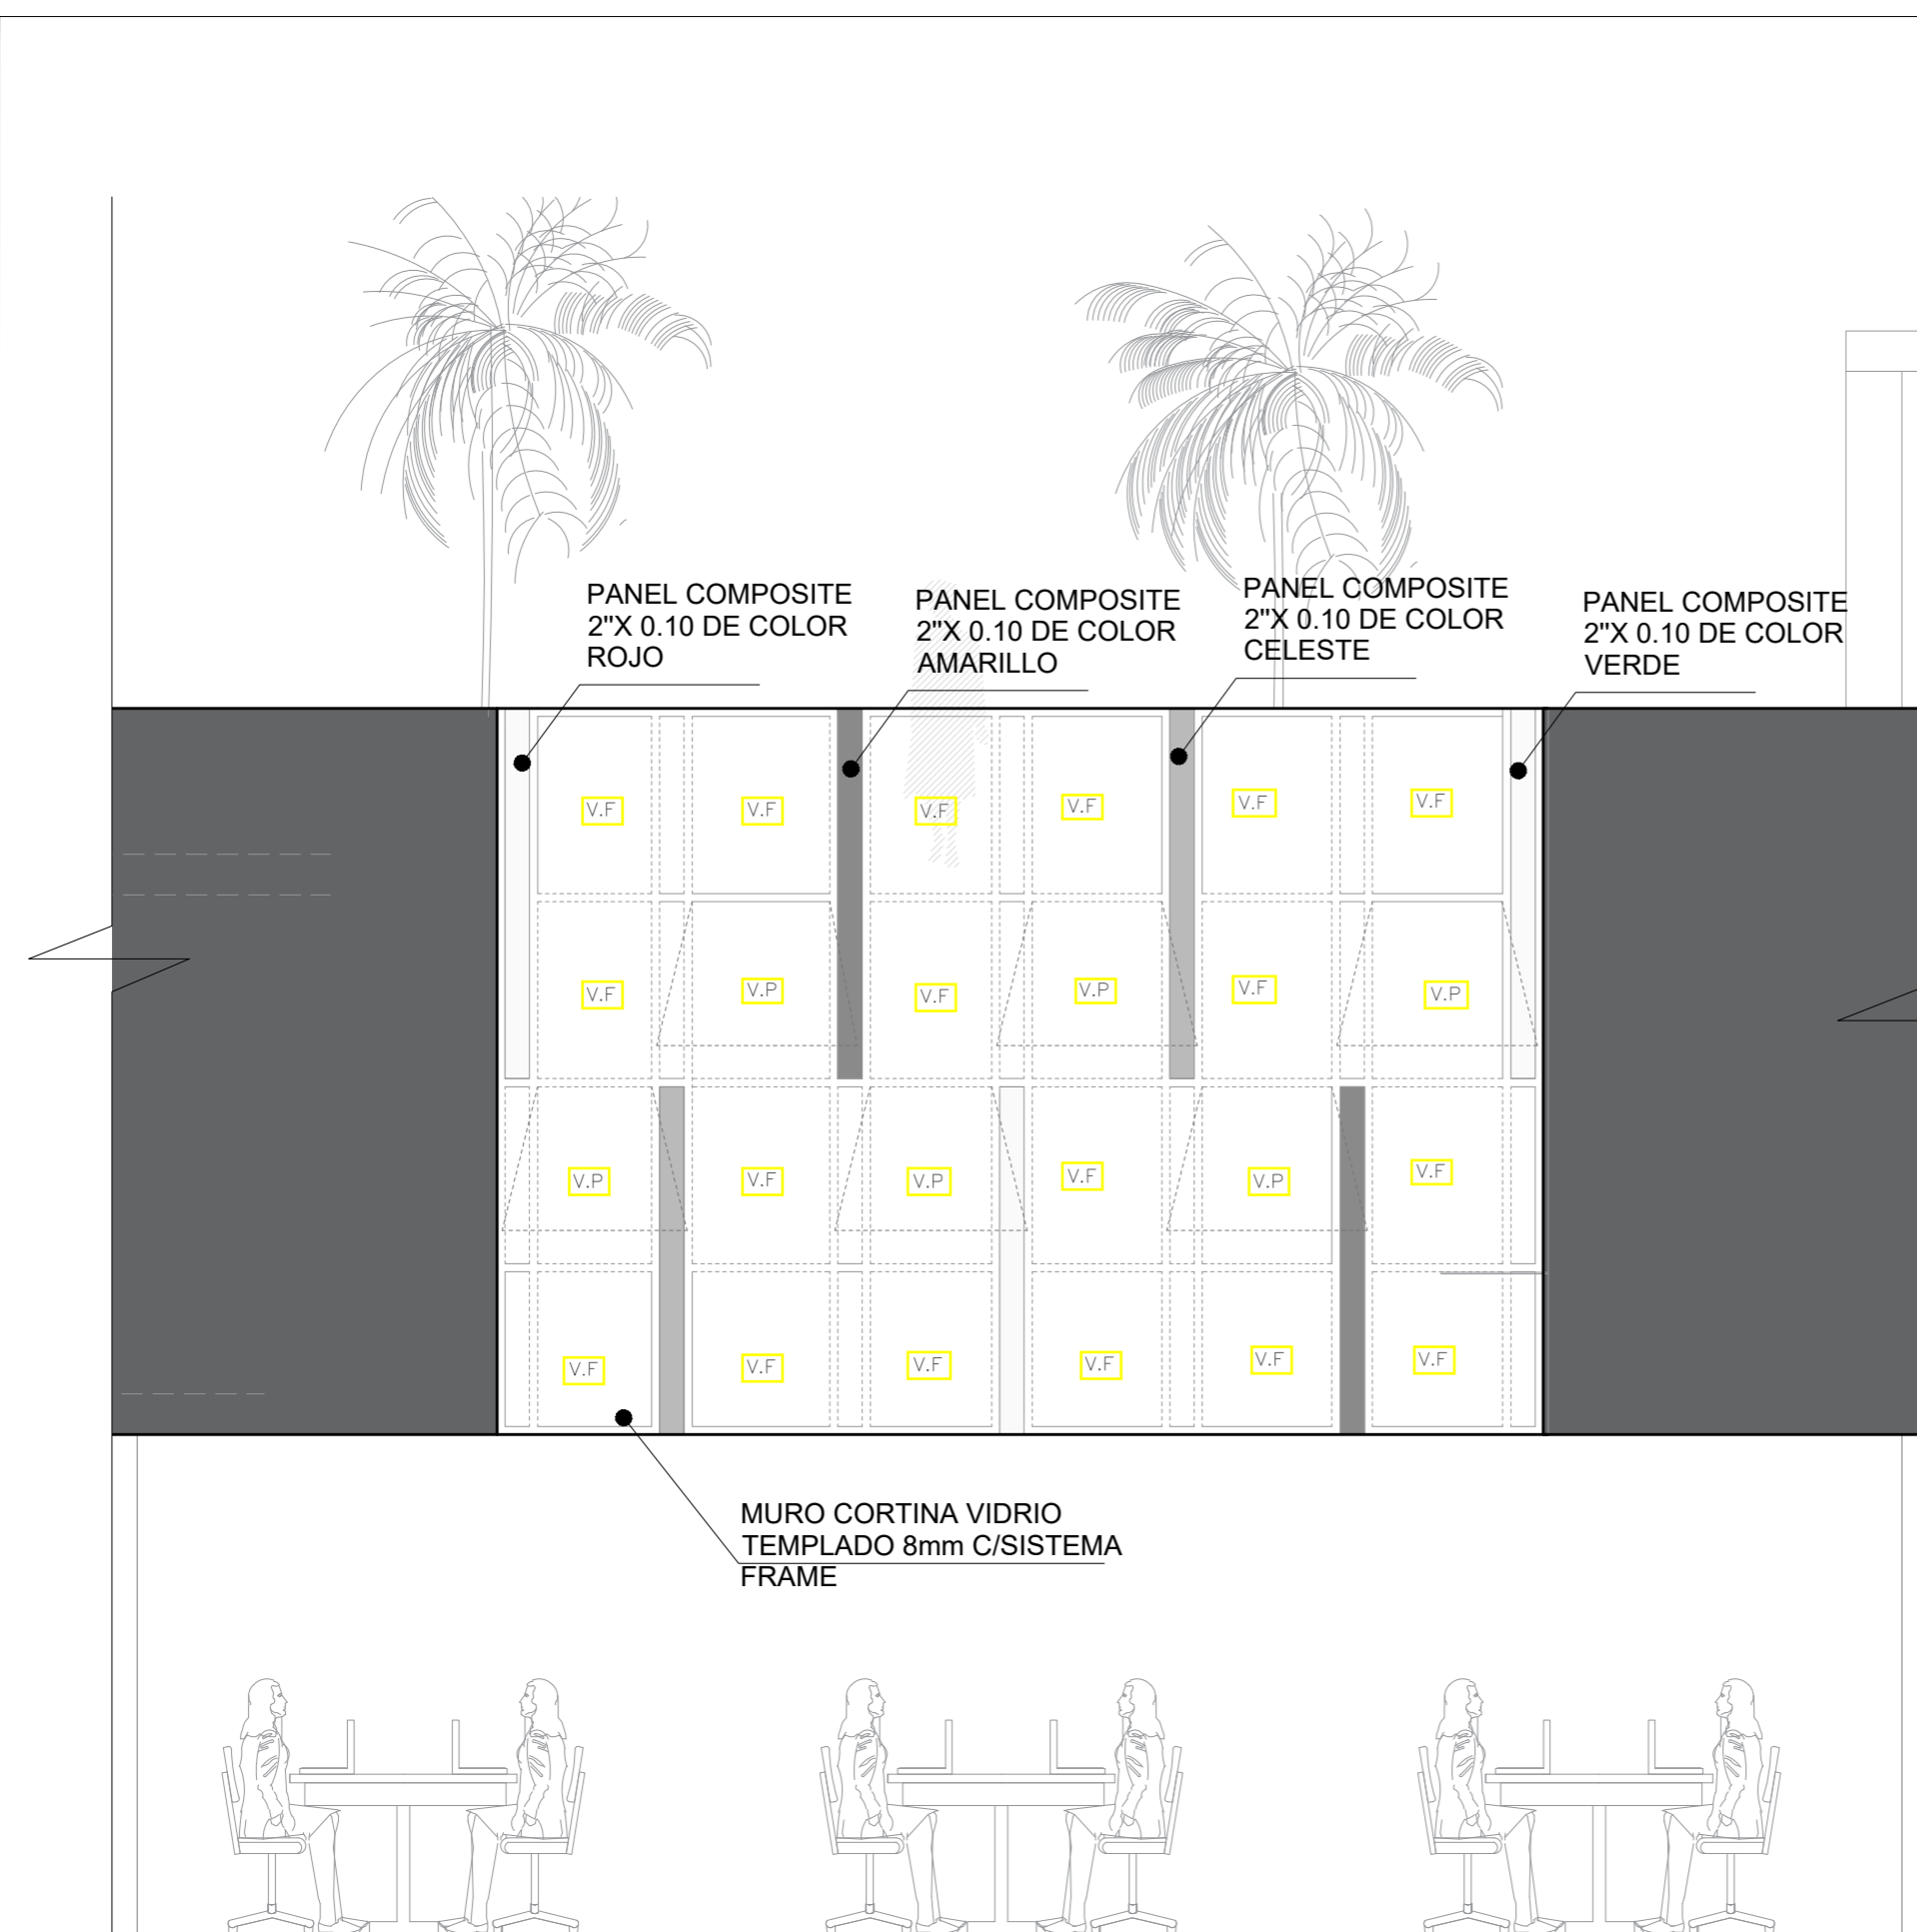 PANEL COMPOSITE
2"X 0.10 DE COLOR
ROJO
PANEL COMPOSITE
2"X 0.10 DE COLOR
AMARILLO
PANEL COMPOSITE
2"X 0.10 DE COLOR
CELESTE
PANEL COMPOSITE
2"X 0.10 DE COLOR
VERDE
V.F V.F V.F V.F V.F V.F
V.F V.P V.F V.P V.F V.P
V.P V.F V.P V.F V.P V.F
V.F V.F V.F V.F V.F V.F
MURO CORTINA VIDRIO
TEMPLADO 8mm C/SISTEMA
FRAME